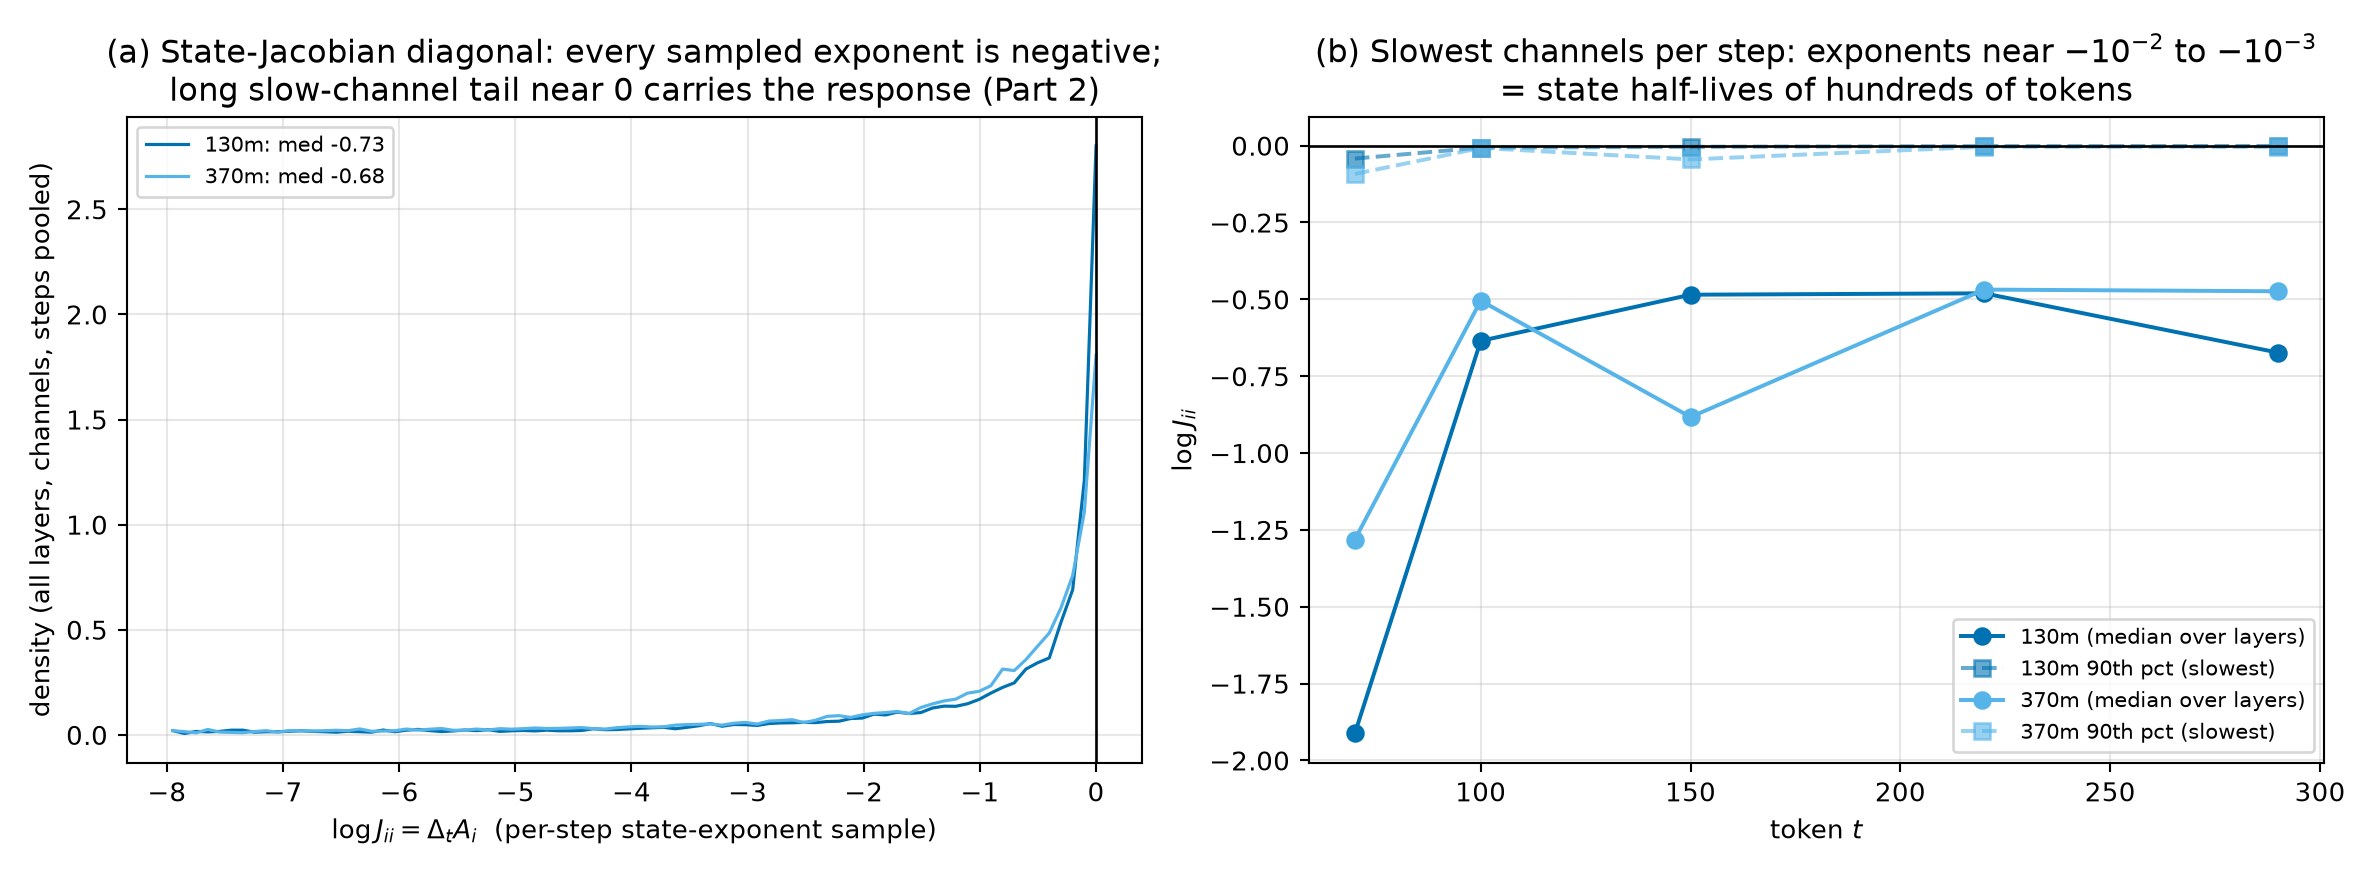 (a) State-Jacobian diagonal: every sampled exponent is negative;
long slow-channel tail near 0 carries the response (Part 2)
130m: med -0.73
370m: med -0.68
density (all layers, channels, steps pooled)
2.5
2.0
1.5
1.0
0.5
0.0
−8 −7 −6 −5 −4 −3 −2 −1 0
log J_{ii} = Δ_t A_i (per-step state-exponent sample)
(b) Slowest channels per step: exponents near −10^{−2} to −10^{−3}
= state half-lives of hundreds of tokens
log J_{ii}
0.00
−0.25
−0.50
−0.75
−1.00
−1.25
−1.50
−1.75
−2.00
130m (median over layers)
130m 90th pct (slowest)
370m (median over layers)
370m 90th pct (slowest)
100 150 200 250 300
token t